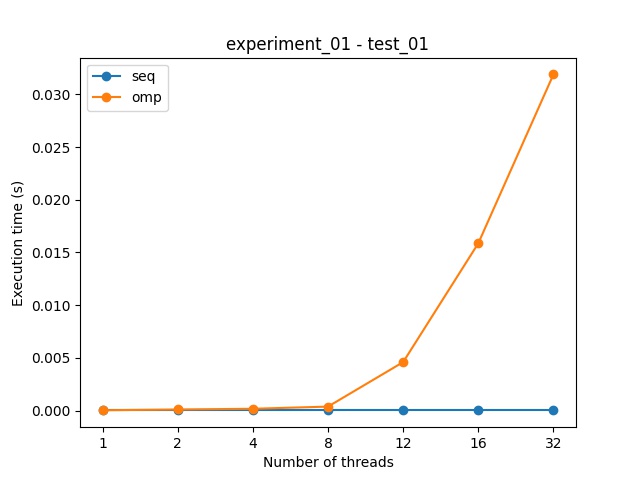 experiment_01 - test_01
seq
omp
Execution time (s)
0.030
0.025
0.020
0.015
0.010
0.005
0.000
1 2 4 8 12 16 32
Number of threads